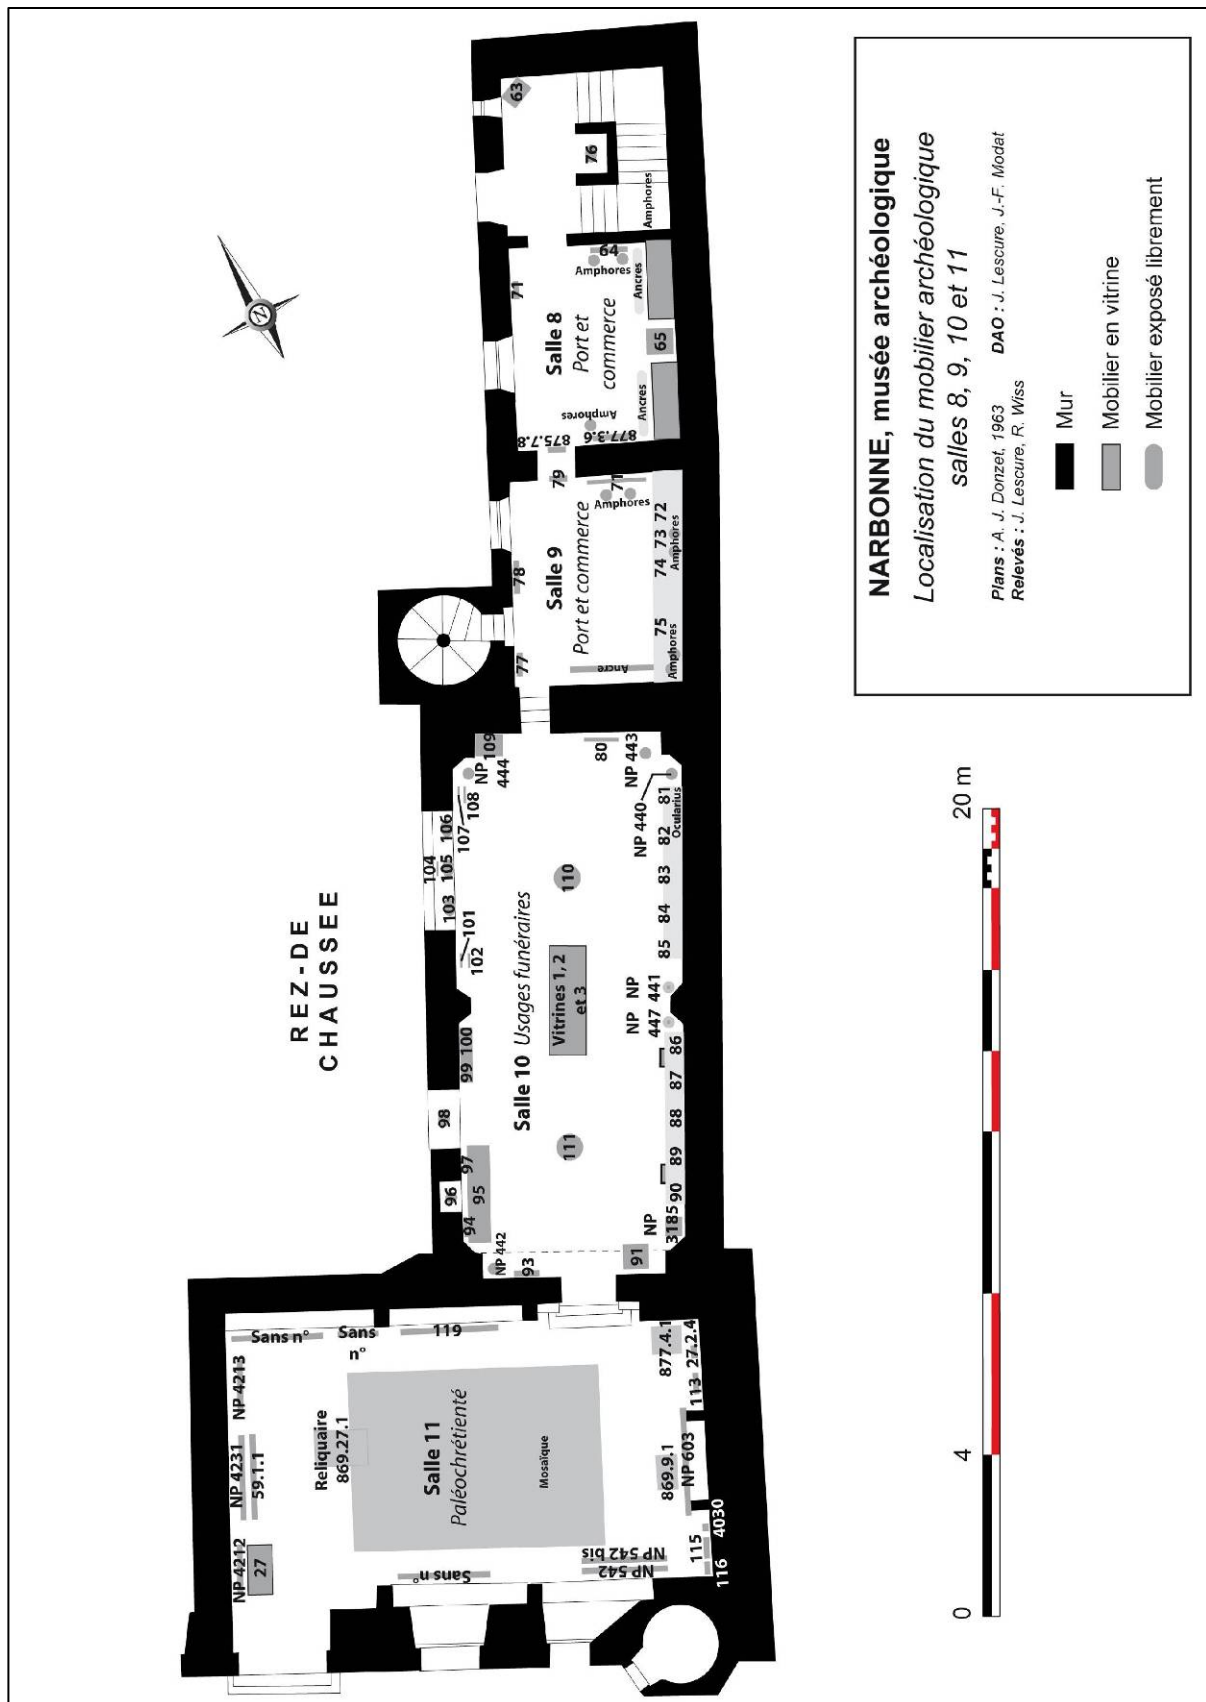 NARBONNE, musée archéologique
Localisation du mobilier archéologique
salles 8, 9, 10 et 11
Plans : A. J. Donzet, 1963
DAO : J. Lescure, J.-F. Modat
Relevés : J. Lescure, R. Wiss
Mur
Mobilier en vitrine
Mobilier exposé librement
REZ-DE
CHAUSSEE
N
63
76
Amphores
64
Amphores
Ancres
71
Salle 8
Port et
commerce
65
Ancres
Amphores
875.7.8
877.3.6
79
71
Amphores
Salle 9
Port et commerce
72
73
74
Amphores
75
Amphores
78
77
Ancre
109
NP
444
80
NP 443
NP 440
81
Ocularius
82
83
84
85
108
107
106
104
105
103
101
102
110
Salle 10 Usages funéraires
Vitrines 1, 2
et 3
NP
441
NP
447
86
87
88
89
90
NP
3185
100
99
98
97
96
95
94
111
NP 442
93
91
Sans n°
Sans
n°
119
NP 4213
NP 4231
59.1.1
NP 4212
27
Reliquaire
869.27.1
Salle 11
Paléochrétienté
Mosaïque
877.4.1
27.2.4
113
NP 603
869.9.1
4030
115
116
NP 542 bis
NP 542
Sans n°
0
4
20 m